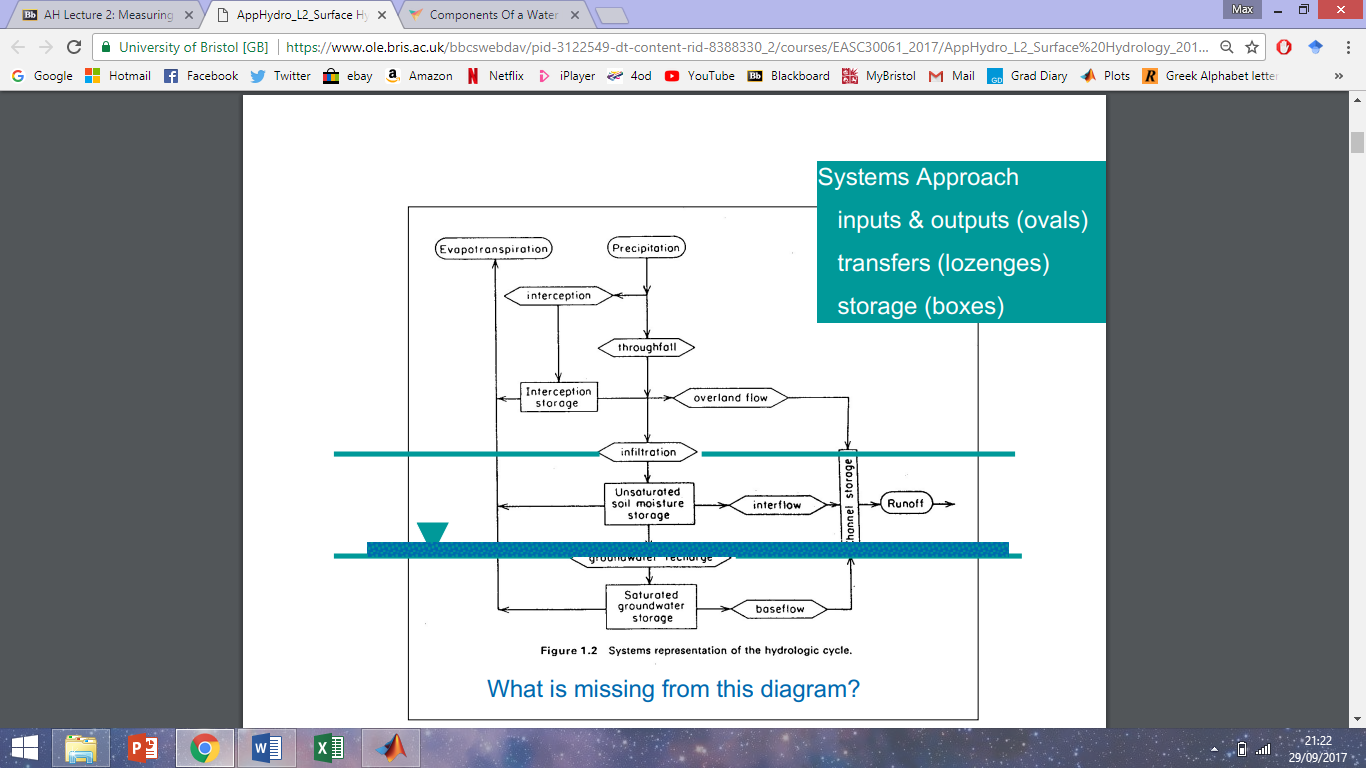 AH Lecture 2: Measuring
AppHydro_L2_Surface Hy
Components Of a Water
Max
University of Bristol [GB]
https://www.ole.bris.ac.uk/bbcswebdav/pid-3122549-dt-content-rid-8388330_2/courses/EASC30061_2017/AppHydro_L2_Surface%20Hydrology_201...
Google Hotmail Facebook Twitter ebay Amazon Netflix iPlayer 4od YouTube Blackboard MyBristol Mail Grad Diary Plots Greek Alphabet letter
Systems Approach
inputs & outputs (ovals)
transfers (lozenges)
storage (boxes)
Evapotranspiration
Precipitation
interception
throughfall
Interception
storage
overland flow
infiltration
Unsaturated
soil moisture
storage
interflow
channel storage
Runoff
groundwater recharge
Saturated
groundwater
storage
baseflow
Figure 1.2 Systems representation of the hydrologic cycle.
What is missing from this diagram?
21:22
29/09/2017